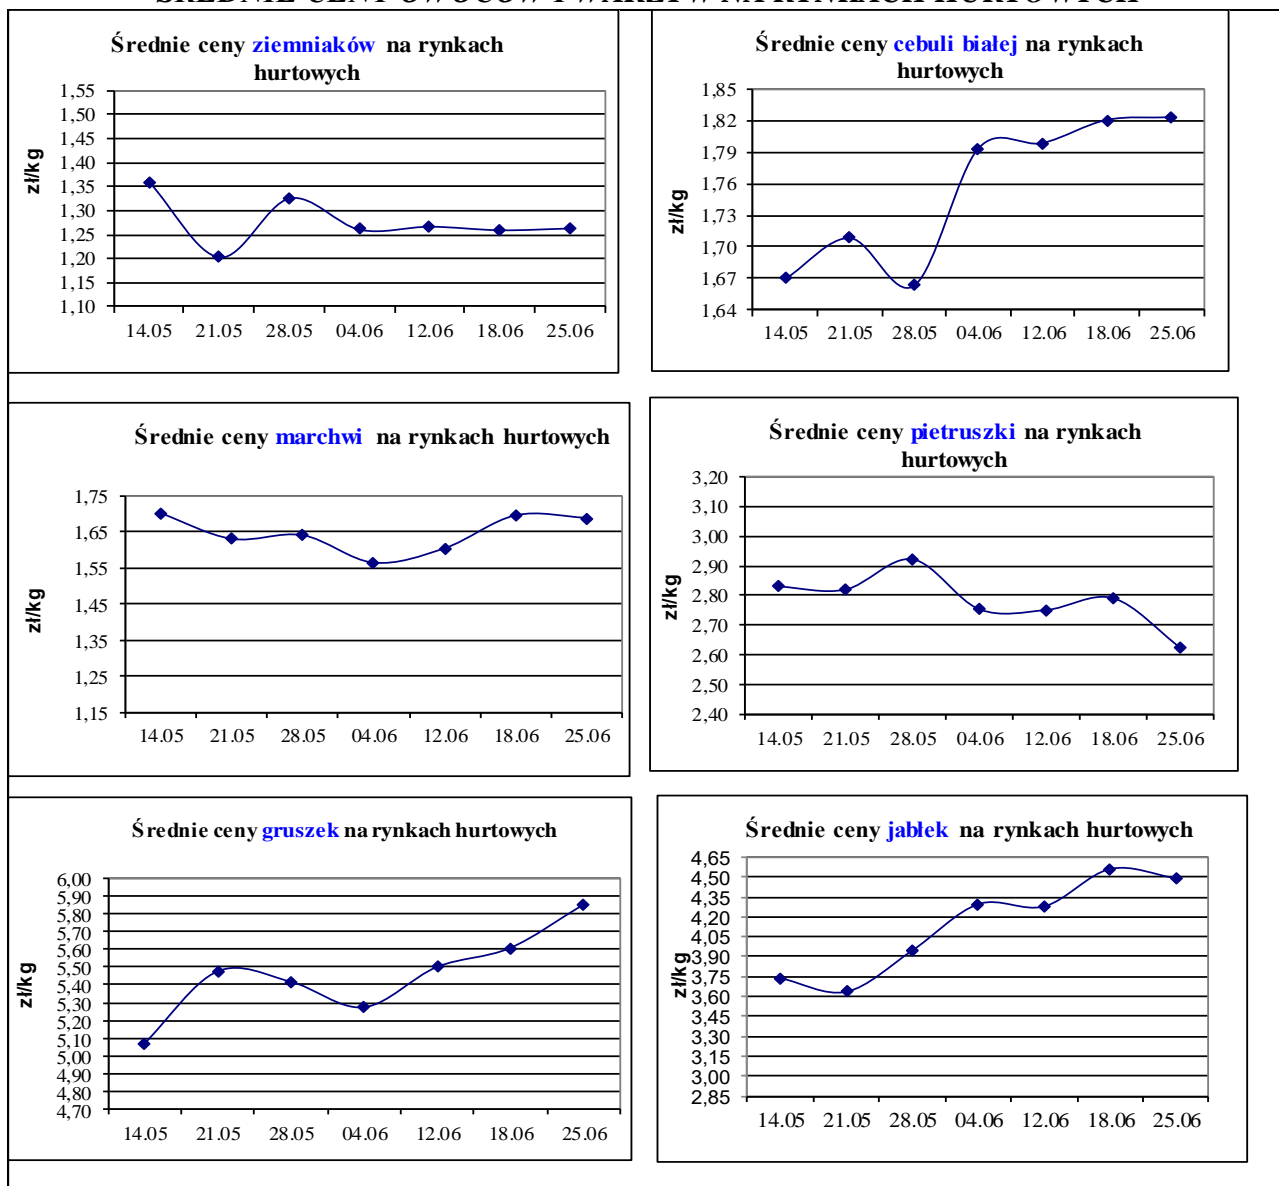 ŚREDNIE CENY OWOCÓW I WARZYW NA RYNKACH HURTOWYCH
Średnie ceny ziemniaków na rynkach
hurtowych
zł/kg
1,55
1,50
1,45
1,40
1,35
1,30
1,25
1,20
1,15
1,10
14.05 21.05 28.05 04.06 12.06 18.06 25.06
Średnie ceny cebuli białej na rynkach
hurtowych
zł/kg
1,85
1,82
1,79
1,76
1,73
1,70
1,67
1,64
14.05 21.05 28.05 04.06 12.06 18.06 25.06
Średnie ceny marchwi na rynkach hurtowych
zł/kg
1,75
1,65
1,55
1,45
1,35
1,25
1,15
14.05 21.05 28.05 04.06 12.06 18.06 25.06
Średnie ceny pietruszki na rynkach
hurtowych
zł/kg
3,20
3,10
3,00
2,90
2,80
2,70
2,60
2,50
2,40
14.05 21.05 28.05 04.06 12.06 18.06 25.06
Średnie ceny gruszek na rynkach hurtowych
zł/kg
6,00
5,90
5,80
5,70
5,60
5,50
5,40
5,30
5,20
5,10
5,00
4,90
4,80
4,70
14.05 21.05 28.05 04.06 12.06 18.06 25.06
Średnie ceny jabłek na rynkach hurtowych
zł/kg
4,65
4,50
4,35
4,20
4,05
3,90
3,75
3,60
3,45
3,30
3,15
3,00
2,85
14.05 21.05 28.05 04.06 12.06 18.06 25.06